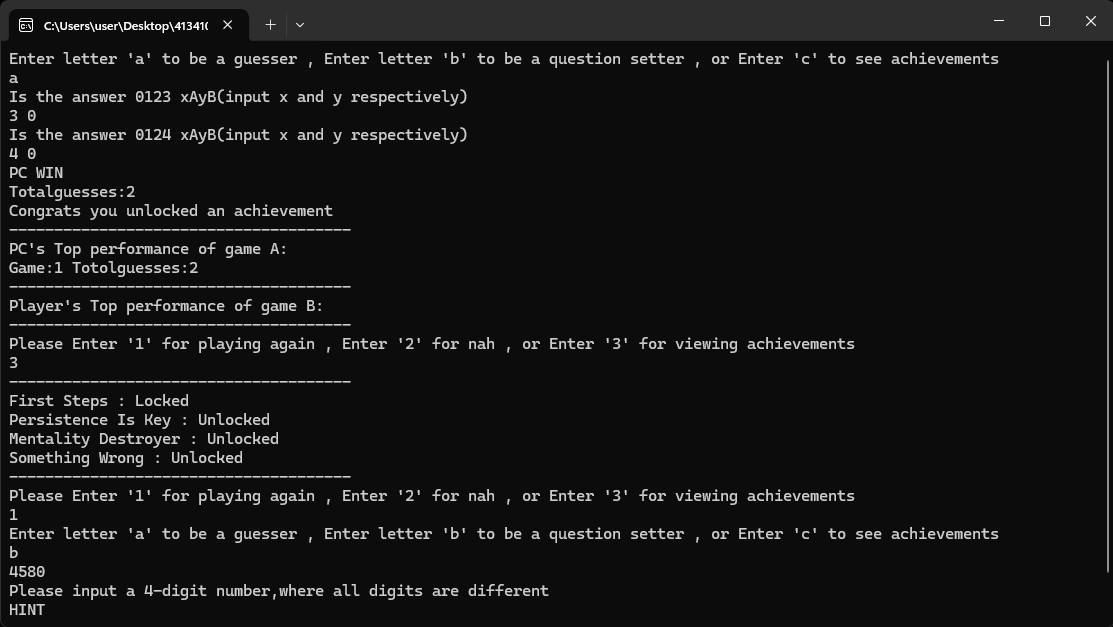 C:\Users\user\Desktop\41341(
Enter letter 'a' to be a guesser , Enter letter 'b' to be a question setter , or Enter 'c' to see achievements
a
Is the answer 0123 xAyB(input x and y respectively)
3 0
Is the answer 0124 xAyB(input x and y respectively)
4 0
PC WIN
Totalguesses:2
Congrats you unlocked an achievement
--------------------------------------
PC's Top performance of game A:
Game:1 Totolguesses:2
--------------------------------------
Player's Top performance of game B:
--------------------------------------
Please Enter '1' for playing again , Enter '2' for nah , or Enter '3' for viewing achievements
3
--------------------------------------
First Steps : Locked
Persistence Is Key : Unlocked
Mentality Destroyer : Unlocked
Something Wrong : Unlocked
--------------------------------------
Please Enter '1' for playing again , Enter '2' for nah , or Enter '3' for viewing achievements
1
Enter letter 'a' to be a guesser , Enter letter 'b' to be a question setter , or Enter 'c' to see achievements
b
4580
Please input a 4-digit number,where all digits are different
HINT